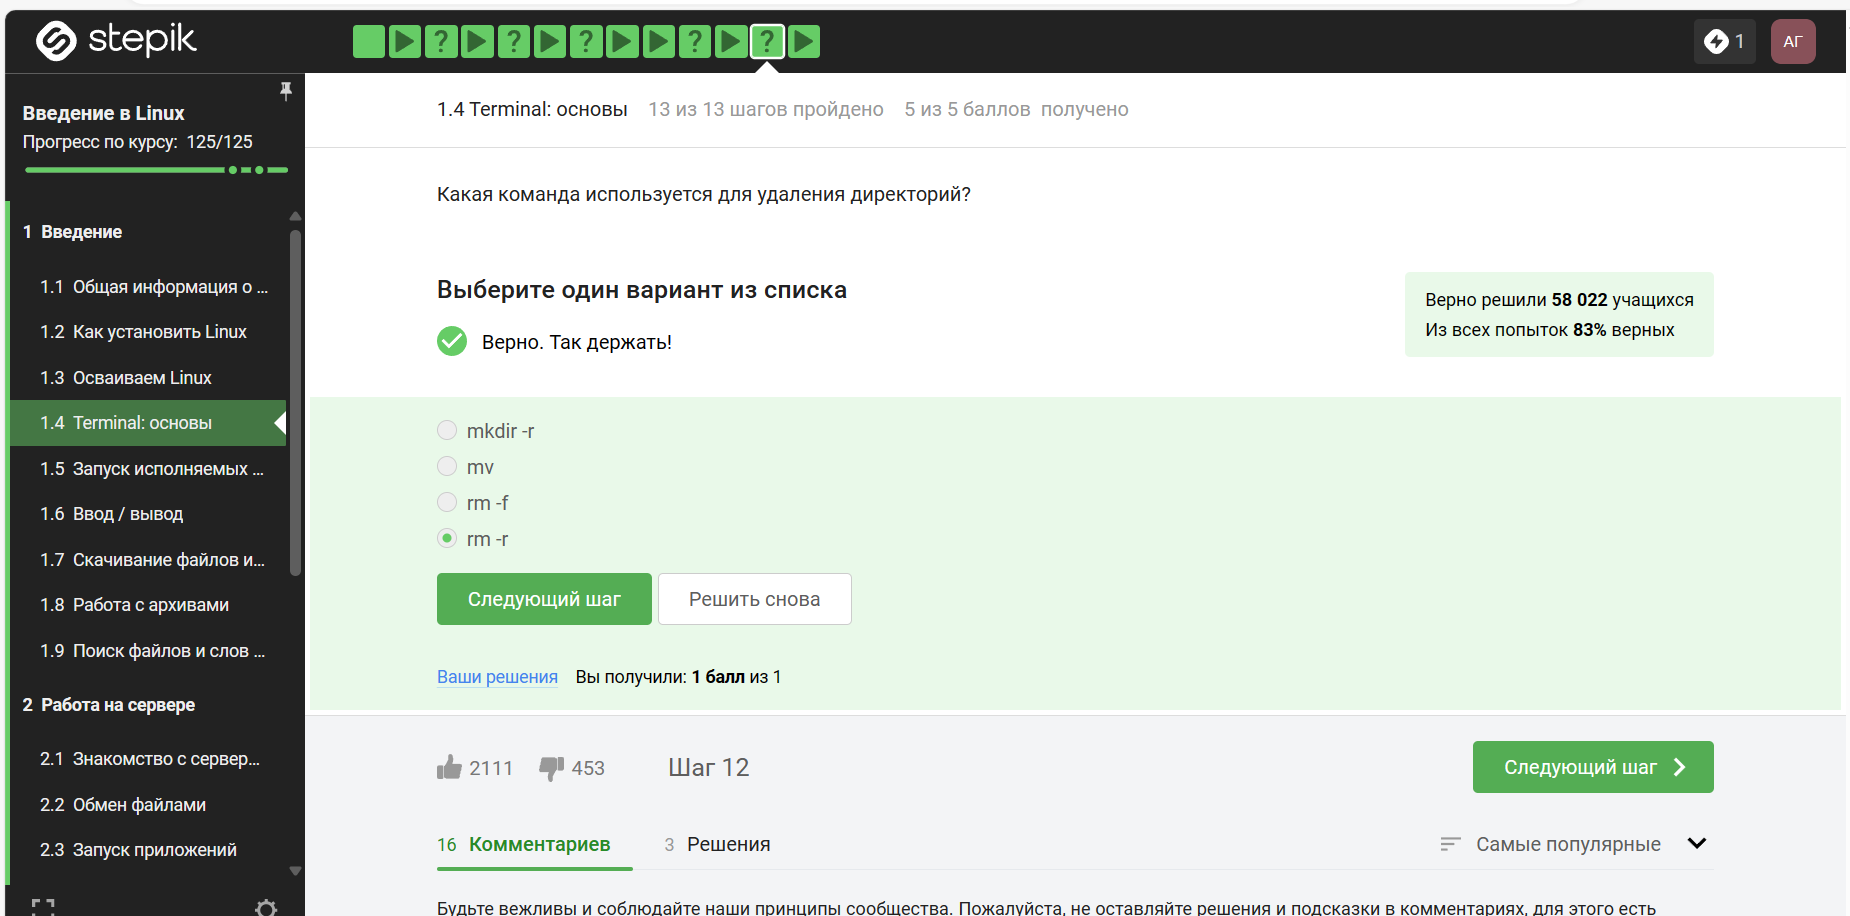 stepik
? ? ? ? ?
1
АГ
Введение в Linux
Прогресс по курсу: 125/125
1 Введение
1.1 Общая информация о ...
1.2 Как установить Linux
1.3 Осваиваем Linux
1.4 Terminal: основы
1.5 Запуск исполняемых ...
1.6 Ввод / вывод
1.7 Скачивание файлов и...
1.8 Работа с архивами
1.9 Поиск файлов и слов ...
2 Работа на сервере
2.1 Знакомство с сервер...
2.2 Обмен файлами
2.3 Запуск приложений
1.4 Terminal: основы 13 из 13 шагов пройдено 5 из 5 баллов получено
Какая команда используется для удаления директорий?
Выберите один вариант из списка
Верно. Так держать!
Верно решили 58 022 учащихся
Из всех попыток 83% верных
mkdir -r
mv
rm -f
rm -r
Следующий шаг Решить снова
Ваши решения Вы получили: 1 балл из 1
2111 453 Шаг 12 Следующий шаг
16 Комментариев 3 Решения Самые популярные
Будьте вежливы и соблюдайте наши принципы сообщества. Пожалуйста, не оставляйте решения и подсказки в комментариях, для этого есть